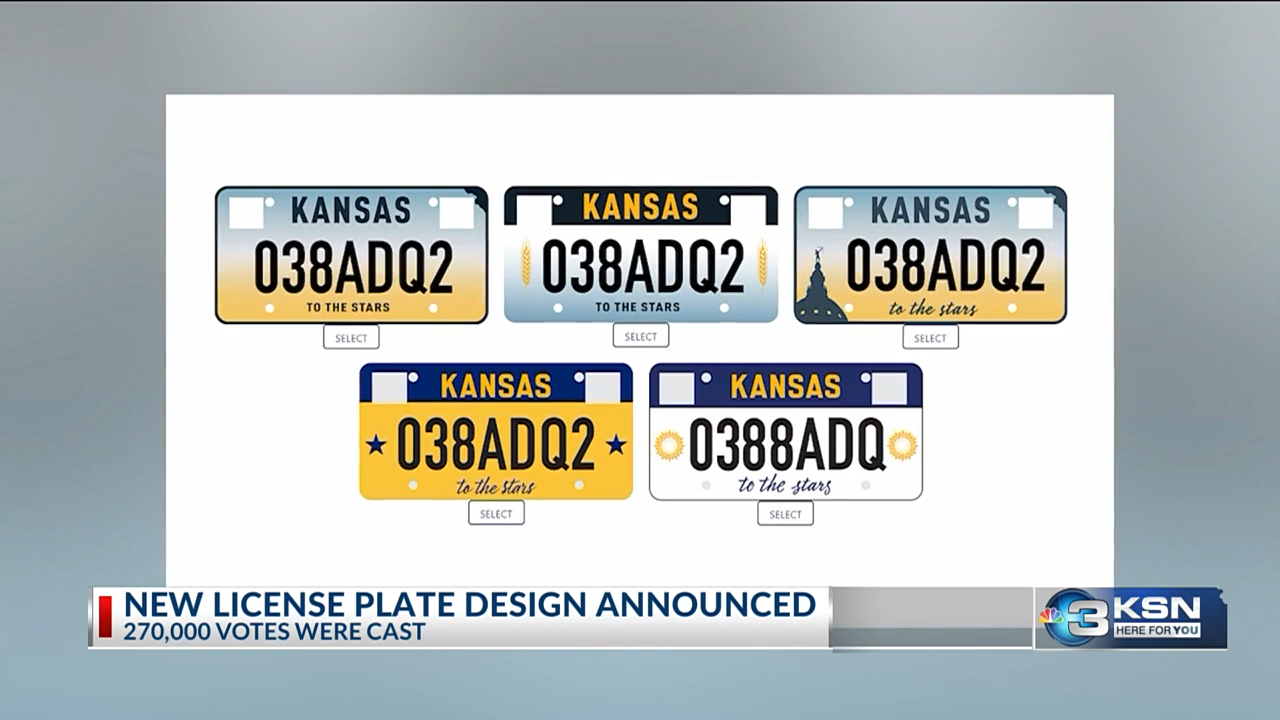 KANSAS
038ADQ2
TO THE STARS
SELECT
KANSAS
038ADQ2
TO THE STARS
SELECT
KANSAS
038ADQ2
to the stars
SELECT
KANSAS
038ADQ2
to the stars
SELECT
KANSAS
0388ADQ
to the stars
SELECT
NEW LICENSE PLATE DESIGN ANNOUNCED
270,000 VOTES WERE CAST
3 KSN
HERE FOR YOU